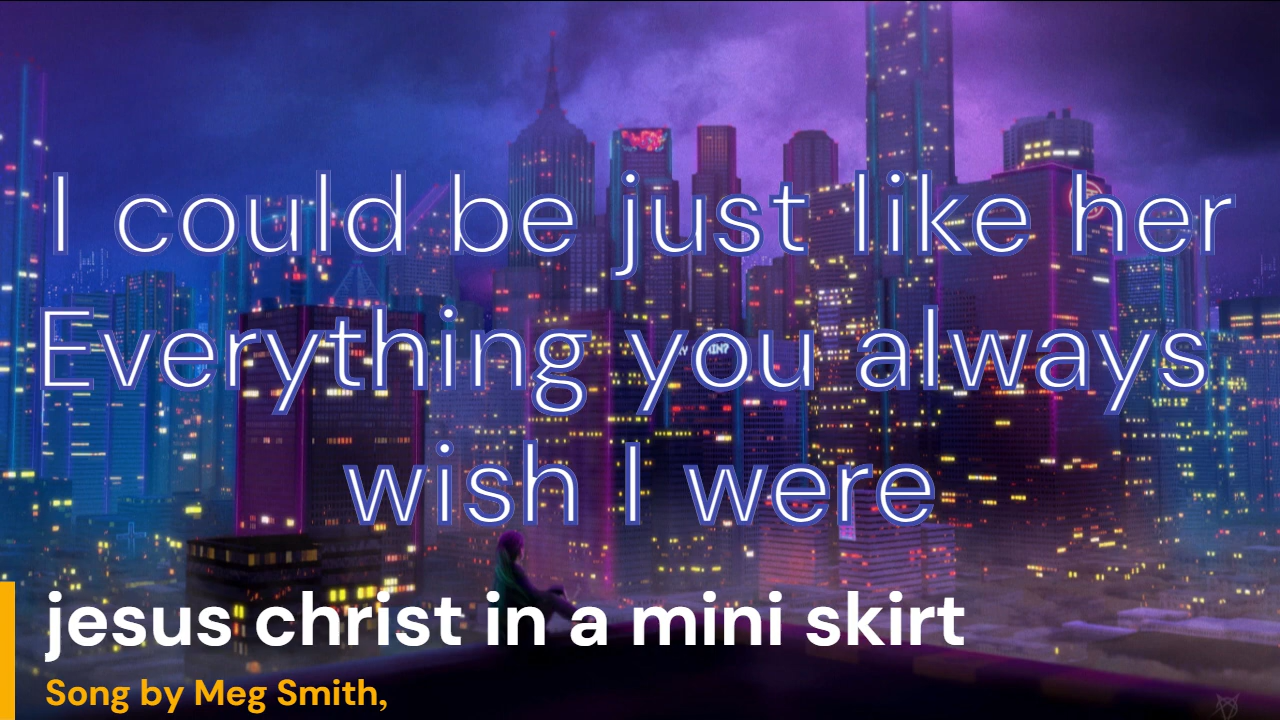 I could be just like her
Everything you always
wish I were
jesus christ in a mini skirt
Song by Meg Smith,